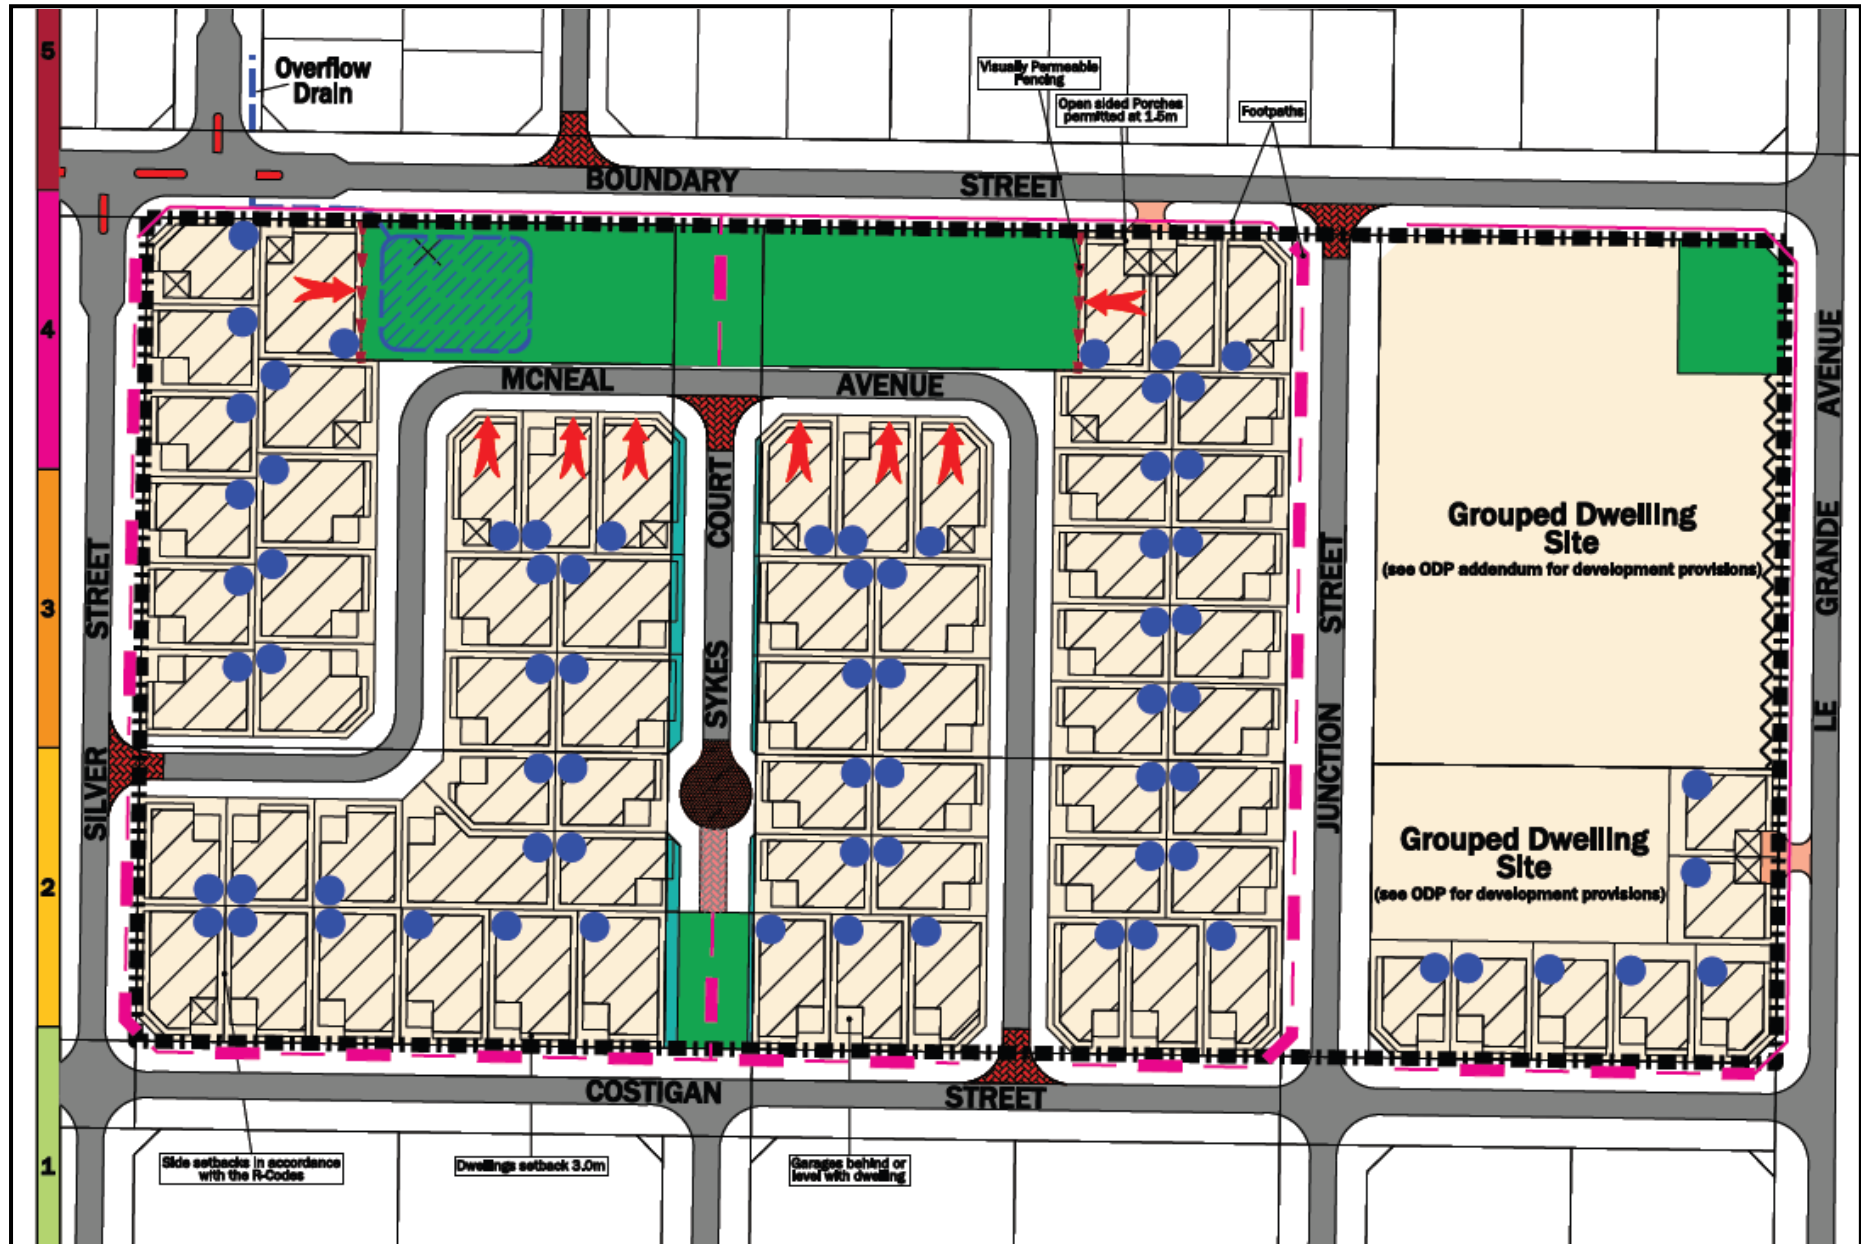 5
4
3
2
1
Overflow
Drain
Visually Permeable
Fencing
Open sided Porches
permitted at 1.5m
Footpaths
BOUNDARY STREET
MCNEAL AVENUE
SYKES COURT
SILVER STREET
JUNCTION STREET
LE GRANDE AVENUE
Grouped Dwelling
Site
(see ODP addendum for development provisions)
Grouped Dwelling
Site
(see ODP for development provisions)
COSTIGAN STREET
Side setbacks in accordance
with the R-Codes
Dwellings setback 3.0m
Garages behind or
level with dwelling